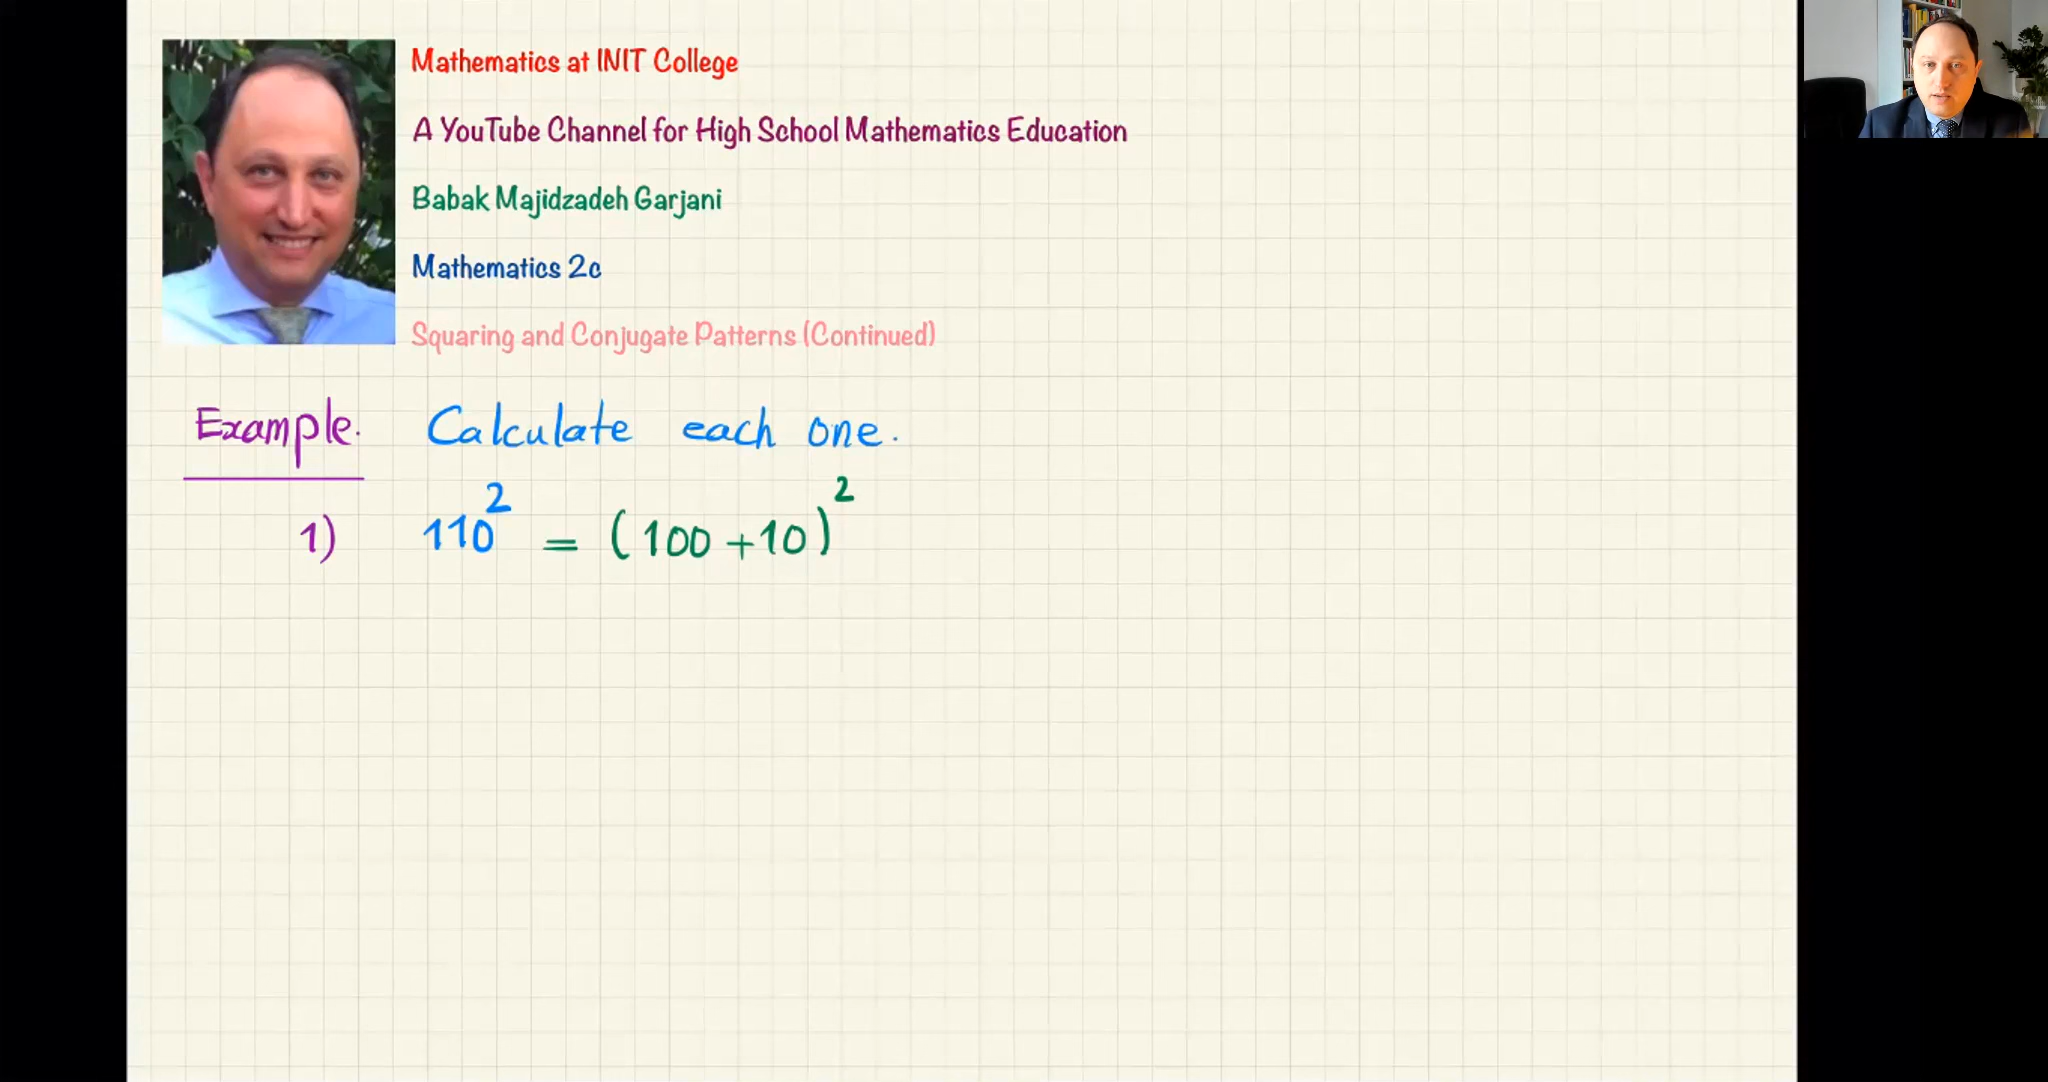 Mathematics at INIT College
A YouTube Channel for High School Mathematics Education
Babak Majidzadeh Garjani
Mathematics 2c
Squaring and Conjugate Patterns (Continued)
Example. Calculate each one.
1) 110² = (100 + 10)²